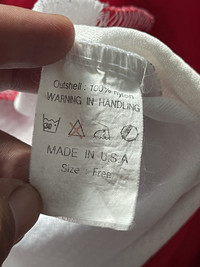 Outshell : 100% nylon
WARNING IN HANDLING
MADE IN U.S.A
Size : Free